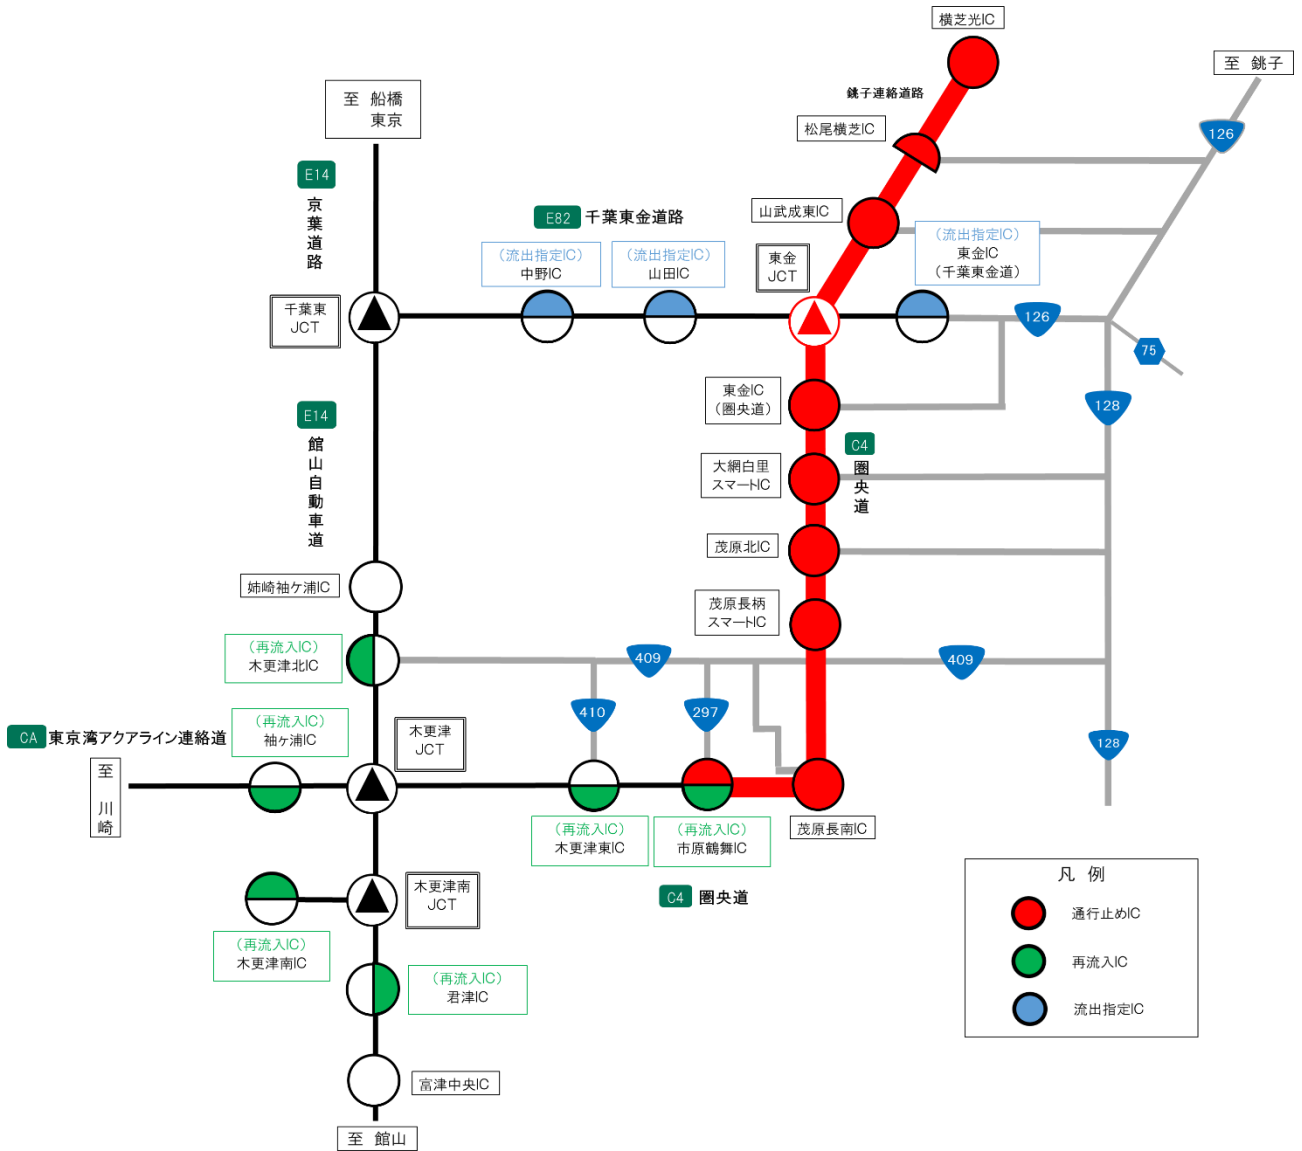 横芝光IC
至 銚子
銚子連絡道路
至 船橋
東京
松尾横芝IC
126
E14
京葉道路
山武成東IC
E82
千葉東金道路
(流出指定IC)
中野IC
(流出指定IC)
山田IC
東金
JCT
(流出指定IC)
東金IC
(千葉東金道)
千葉東
JCT
126
75
東金IC
(圏央道)
128
E14
館山自動車道
C4
圏央道
大網白里
スマートIC
茂原北IC
姉崎袖ケ浦IC
茂原長柄
スマートIC
(再流入IC)
木更津北IC
409
409
410
297
CA
東京湾アクアライン連絡道
(再流入IC)
袖ヶ浦IC
木更津
JCT
128
至 川崎
(再流入IC)
木更津東IC
(再流入IC)
市原鶴舞IC
茂原長南IC
C4
圏央道
木更津南
JCT
(再流入IC)
木更津南IC
(再流入IC)
君津IC
富津中央IC
至 館山
凡 例
通行止めIC
再流入IC
流出指定IC